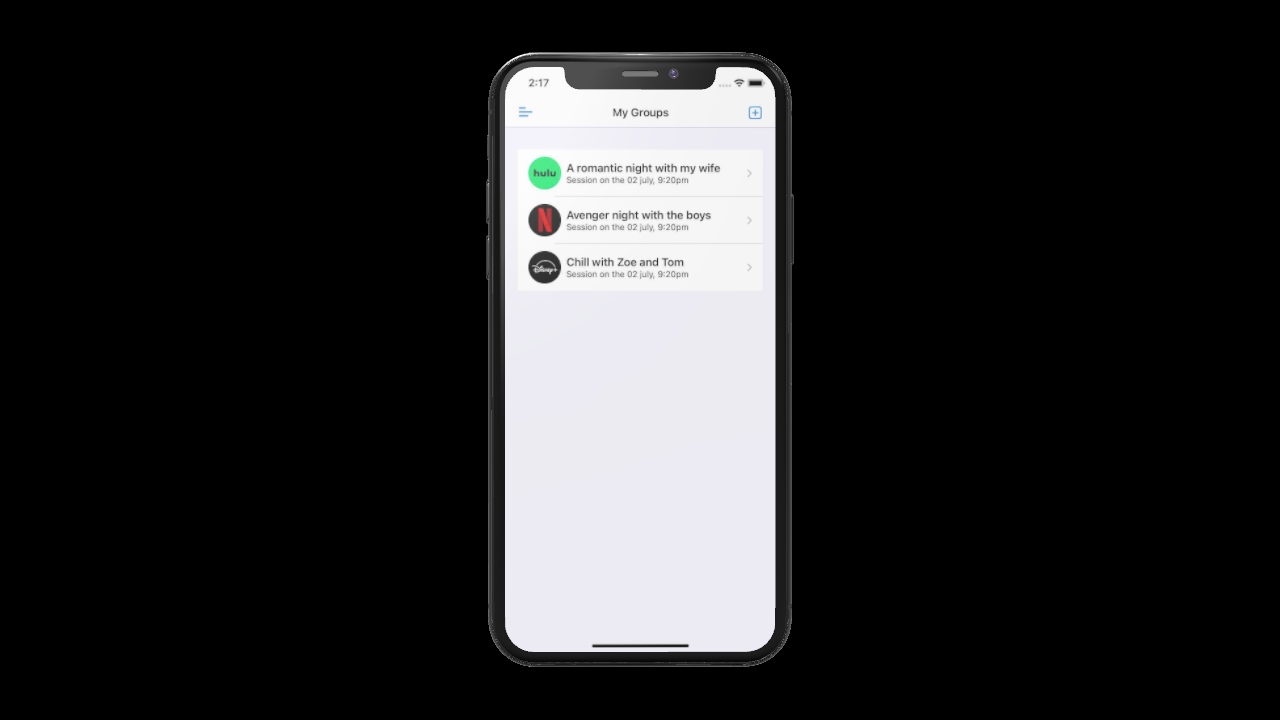 2:17
My Groups
hulu
A romantic night with my wife
Session on the 02 july, 9:20pm
N
Avenger night with the boys
Session on the 02 july, 9:20pm
Disney+
Chill with Zoe and Tom
Session on the 02 july, 9:20pm